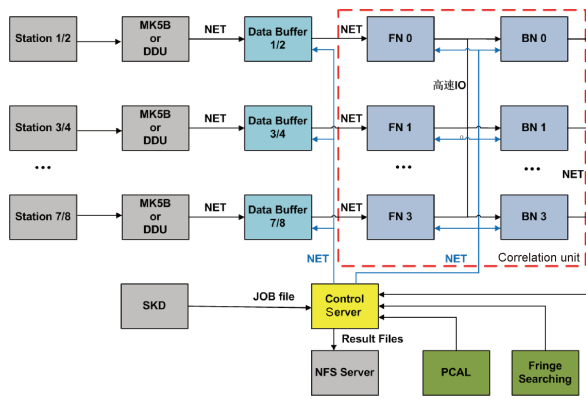 Station 1/2
MK5B
or
DDU
NET
Data Buffer
1/2
NET
FN 0
BN 0
高速IO
Station 3/4
MK5B
or
DDU
NET
Data Buffer
3/4
NET
FN 1
BN 1
...
...
...
NET
Station 7/8
MK5B
or
DDU
NET
Data Buffer
7/8
NET
FN 3
BN 3
NET
NET
Correlation unit
SKD
JOB file
Control
Server
Result Files
NFS Server
PCAL
Fringe
Searching